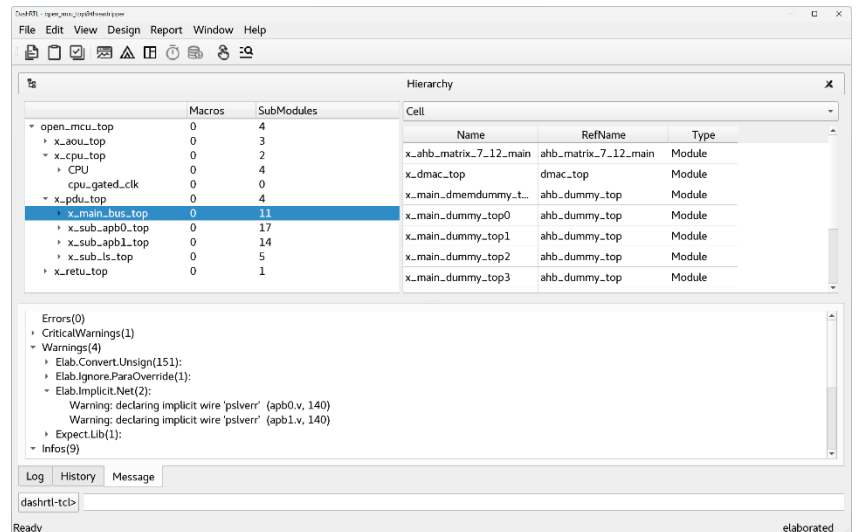 DashRTL - open_mcu_top@threadripper
File Edit View Design Report Window Help
Hierarchy
Macros SubModules
open_mcu_top 0 4
x_aou_top 0 3
x_cpu_top 0 2
CPU 0 4
cpu_gated_clk 0 0
x_pdu_top 0 4
x_main_bus_top 0 11
x_sub_apb0_top 0 17
x_sub_apb1_top 0 14
x_sub_ls_top 0 5
x_retu_top 0 1
Cell
Name RefName Type
x_ahb_matrix_7_12_main ahb_matrix_7_12_main Module
x_dmac_top dmac_top Module
x_main_dmemdummy_t... ahb_dummy_top Module
x_main_dummy_top0 ahb_dummy_top Module
x_main_dummy_top1 ahb_dummy_top Module
x_main_dummy_top2 ahb_dummy_top Module
x_main_dummy_top3 ahb_dummy_top Module
Errors(0)
CriticalWarnings(1)
Warnings(4)
Elab.Convert.Unsign(151):
Elab.Ignore.ParaOverride(1):
Elab.Implicit.Net(2):
Warning: declaring implicit wire 'pslverr' (apb0.v, 140)
Warning: declaring implicit wire 'pslverr' (apb1.v, 140)
Expect.Lib(1):
Infos(9)
Log History Message
dashrtl-tcl>
Ready elaborated